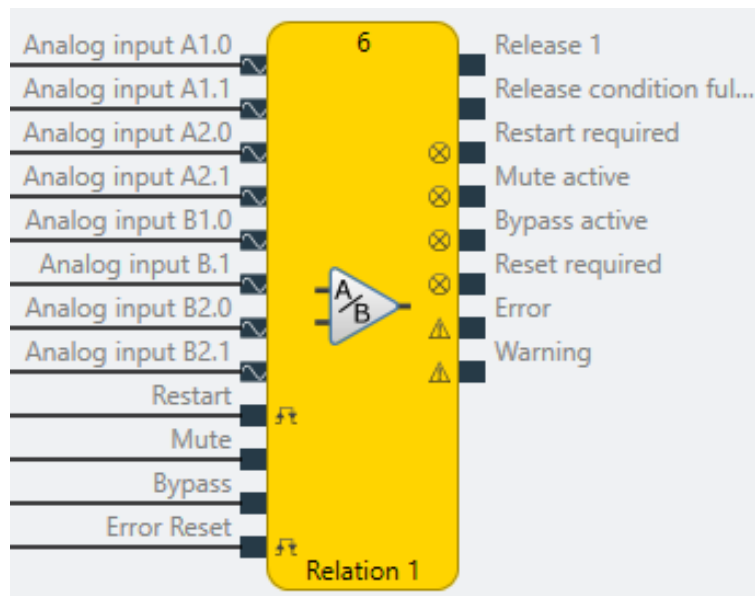 Analog input A1.0
Analog input A1.1
Analog input A2.0
Analog input A2.1
Analog input B1.0
Analog input B.1
Analog input B2.0
Analog input B2.1
Restart
Mute
Bypass
Error Reset
6
A/B
Relation 1
Release 1
Release condition ful...
Restart required
Mute active
Bypass active
Reset required
Error
Warning